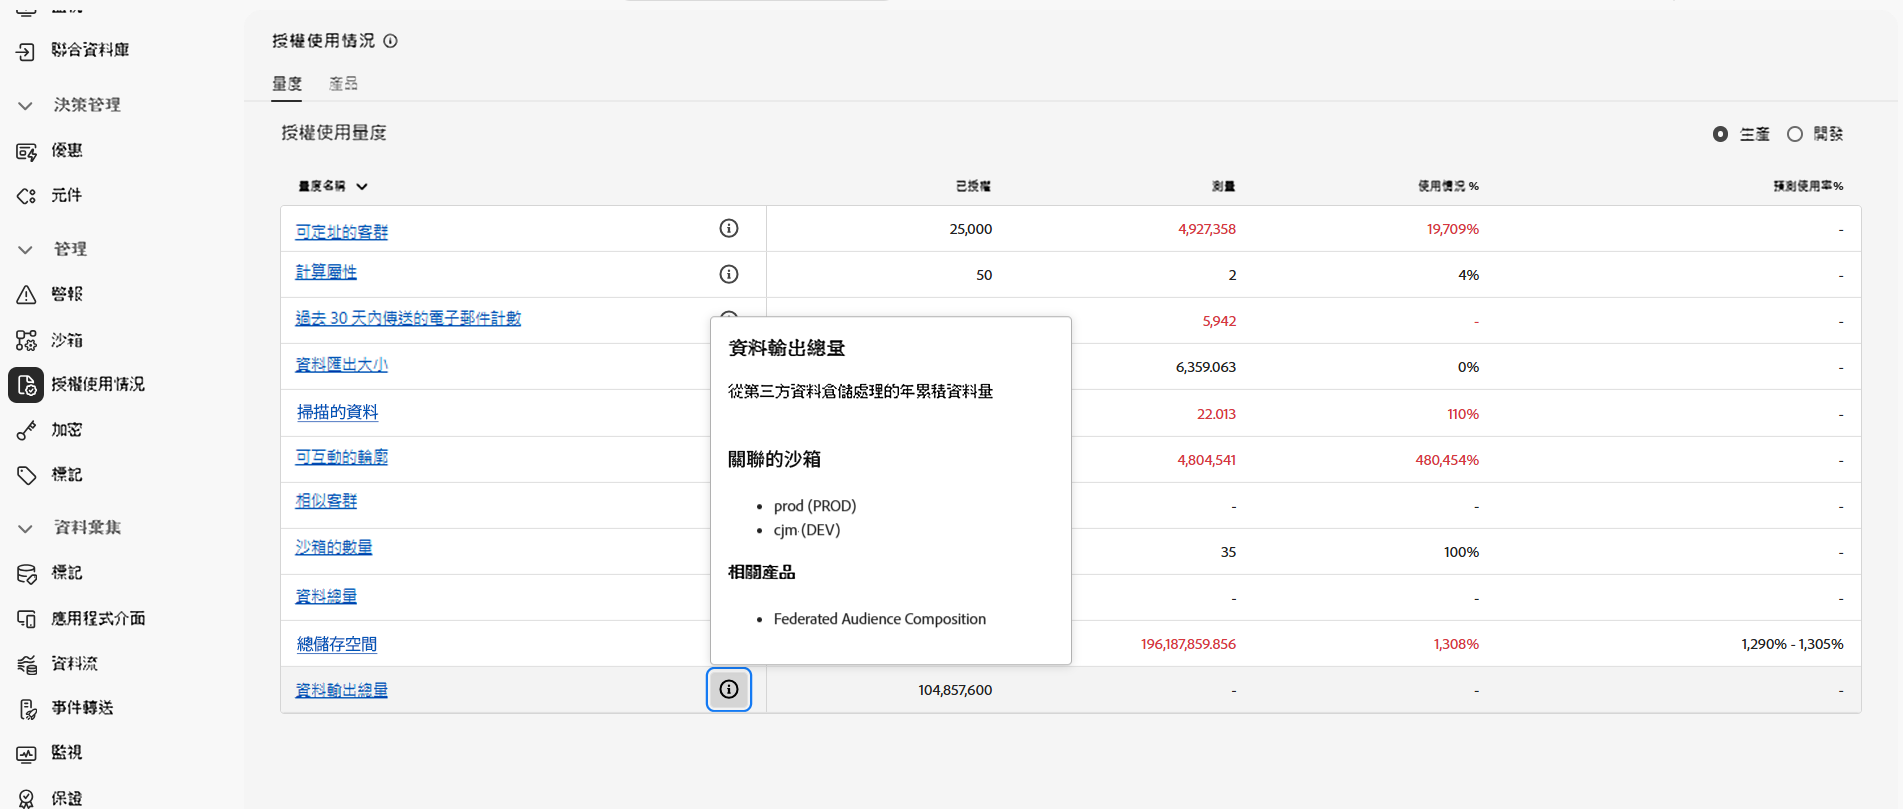 聯合資料庫
決策管理
優惠
元件
管理
警報
沙箱
授權使用情況
加密
標記
資料彙集
標記
應用程式介面
資料流
事件轉送
監視
保證
授權使用情況
量度 產品
授權使用量度
生產 開發
量度名稱 已授權 測量 使用情況 % 預測使用率%
可定址的客群 25,000 4,927,358 19,709% -
計算屬性 50 2 4% -
過去 30 天內傳送的電子郵件計數 5,942 - -
資料匯出大小 6,359.063 0% -
掃描的資料 22.013 110% -
可互動的輪廓 4,804,541 480,454% -
相似客群 - - -
沙箱的數量 35 100% -
資料總量 - - -
總儲存空間 196,187,859.856 1,308% 1,290% - 1,305%
資料輸出總量 104,857,600 - - -
資料輸出總量
從第三方資料倉儲處理的年累積資料量
關聯的沙箱
• prod (PROD)
• cjm (DEV)
相關產品
• Federated Audience Composition